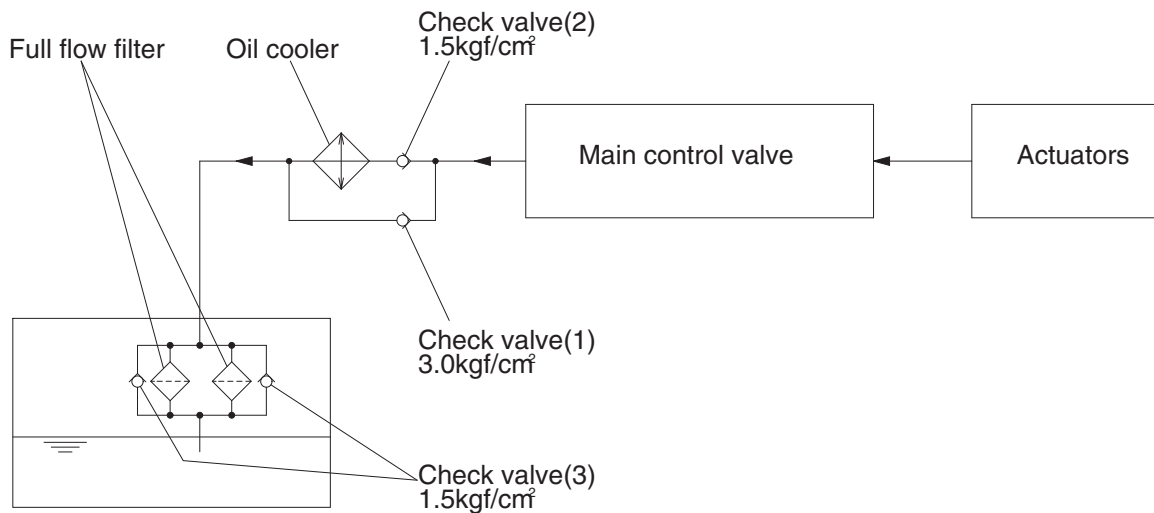 Check valve(2)
1.5kgf/cm²
Full flow filter
Oil cooler
Main control valve
Actuators
Check valve(1)
3.0kgf/cm²
Check valve(3)
1.5kgf/cm²